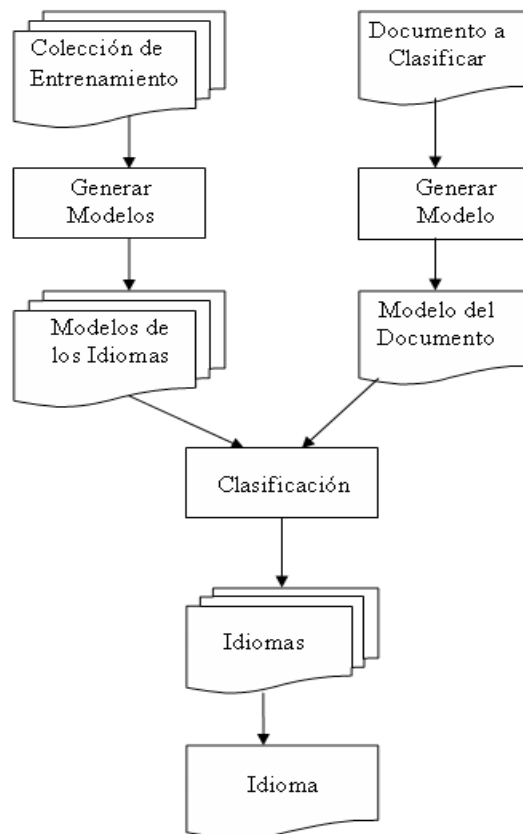 Colección de
Entrenamiento
Documento a
Clasificar
Generar
Modelos
Generar
Modelo
Modelos de
los Idiomas
Modelo del
Documento
Clasificación
Idiomas
Idioma